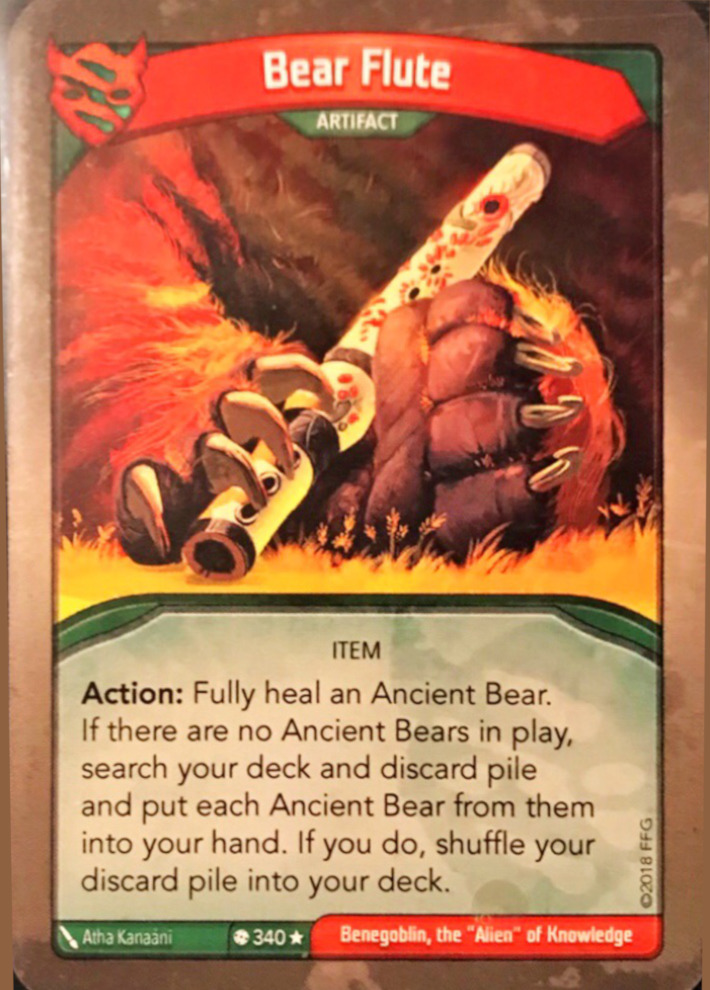 Bear Flute
ARTIFACT
ITEM
Action: Fully heal an Ancient Bear.
If there are no Ancient Bears in play,
search your deck and discard pile
and put each Ancient Bear from them
into your hand. If you do, shuffle your
discard pile into your deck.
©2018 FFG
Atha Kanaani
340★
Benegoblin, the "Alien" of Knowledge